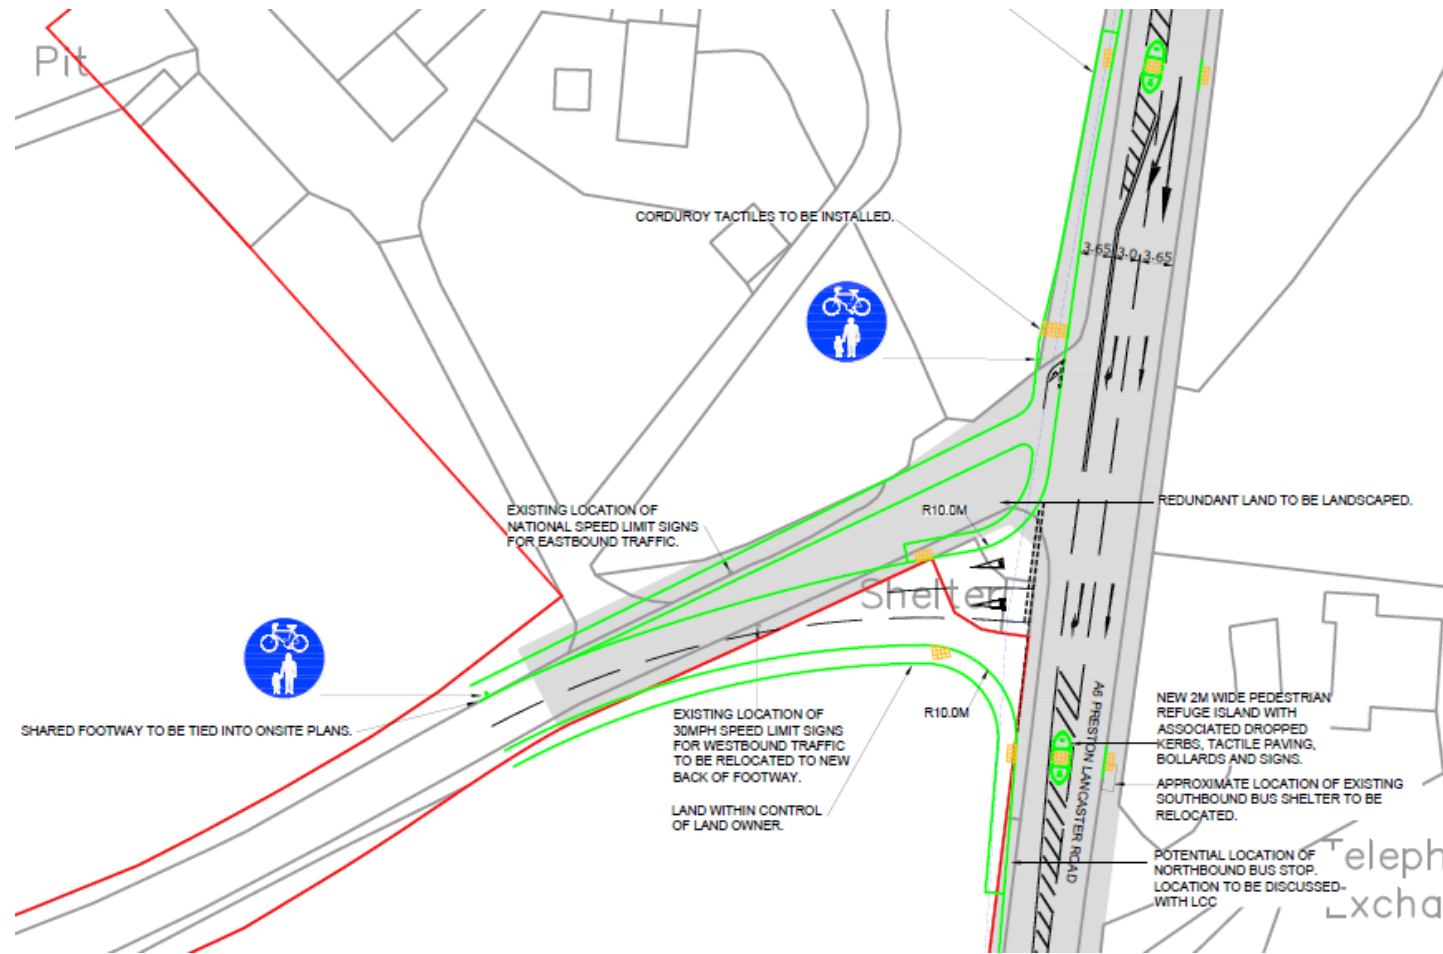 Pit
CORDUROY TACTILES TO BE INSTALLED.
3.65 3.0 3.65
EXISTING LOCATION OF
NATIONAL SPEED LIMIT SIGNS
FOR EASTBOUND TRAFFIC.
R10.0M
REDUNDANT LAND TO BE LANDSCAPED.
Shelter
SHARED FOOTWAY TO BE TIED INTO ONSITE PLANS.
EXISTING LOCATION OF
30MPH SPEED LIMIT SIGNS
FOR WESTBOUND TRAFFIC
TO BE RELOCATED TO NEW
BACK OF FOOTWAY.
R10.0M
LAND WITHIN CONTROL
OF LAND OWNER.
A6 PRESTON LANCASTER ROAD
NEW 2M WIDE PEDESTRIAN
REFUGE ISLAND WITH
ASSOCIATED DROPPED
KERBS, TACTILE PAVING,
BOLLARDS AND SIGNS.
APPROXIMATE LOCATION OF EXISTING
SOUTHBOUND BUS SHELTER TO BE
RELOCATED.
POTENTIAL LOCATION OF
NORTHBOUND BUS STOP.
LOCATION TO BE DISCUSSED
WITH LCC
Teleph
Excha